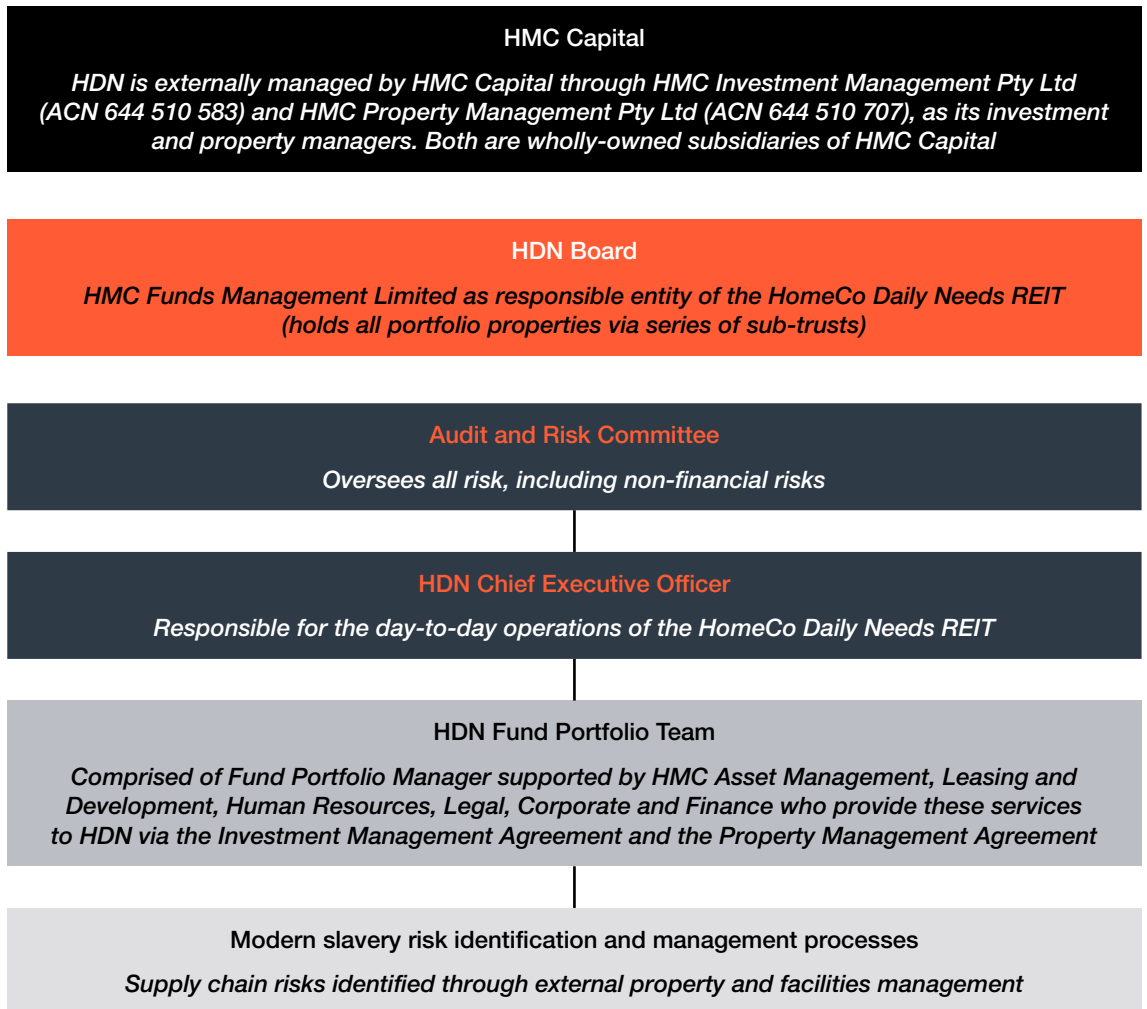 HMC Capital
HDN is externally managed by HMC Capital through HMC Investment Management Pty Ltd
(ACN 644 510 583) and HMC Property Management Pty Ltd (ACN 644 510 707), as its investment
and property managers. Both are wholly-owned subsidiaries of HMC Capital
HDN Board
HMC Funds Management Limited as responsible entity of the HomeCo Daily Needs REIT
(holds all portfolio properties via series of sub-trusts)
Audit and Risk Committee
Oversees all risk, including non-financial risks
HDN Chief Executive Officer
Responsible for the day-to-day operations of the HomeCo Daily Needs REIT
HDN Fund Portfolio Team
Comprised of Fund Portfolio Manager supported by HMC Asset Management, Leasing and
Development, Human Resources, Legal, Corporate and Finance who provide these services
to HDN via the Investment Management Agreement and the Property Management Agreement
Modern slavery risk identification and management processes
Supply chain risks identified through external property and facilities management